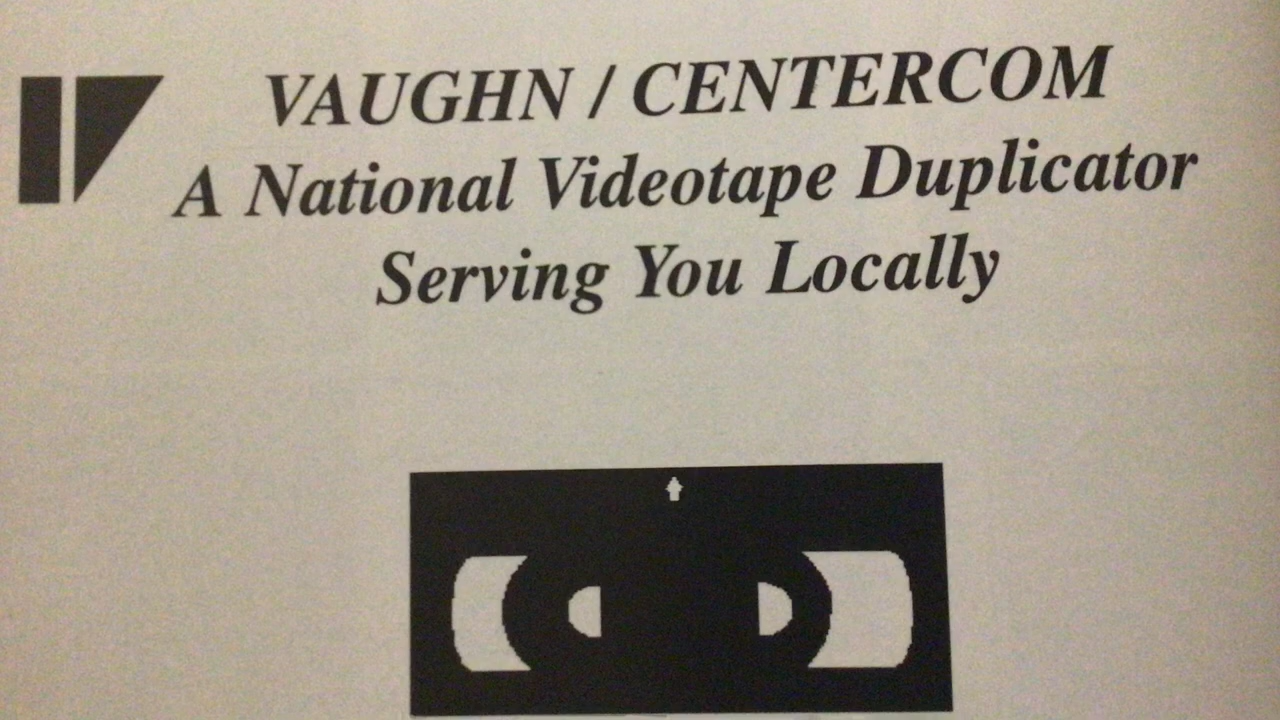 VAUGHN / CENTERCOM
A National Videotape Duplicator
Serving You Locally